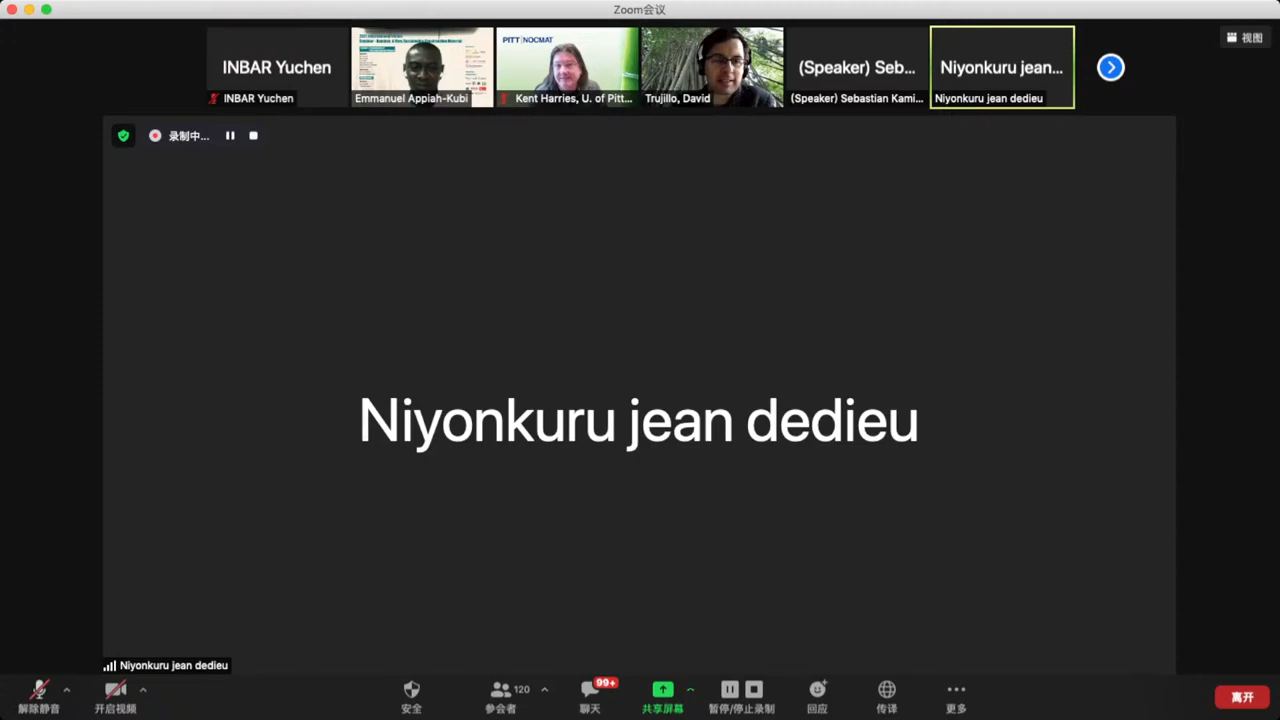 Zoom会议
INBAR Yuchen
INBAR Yuchen
Emmanuel Appiah-Kubi
PITT NOCMAT
Kent Harries, U. of Pitt...
Trujillo, David
(Speaker) Seb...
(Speaker) Sebastian Kami...
Niyonkuru jean...
Niyonkuru jean dedieu
视图
录制中...
Niyonkuru jean dedieu
Niyonkuru jean dedieu
解除静音
开启视频
安全
120
参会者
99+
聊天
共享屏幕
暂停/停止录制
回应
传译
更多
离开